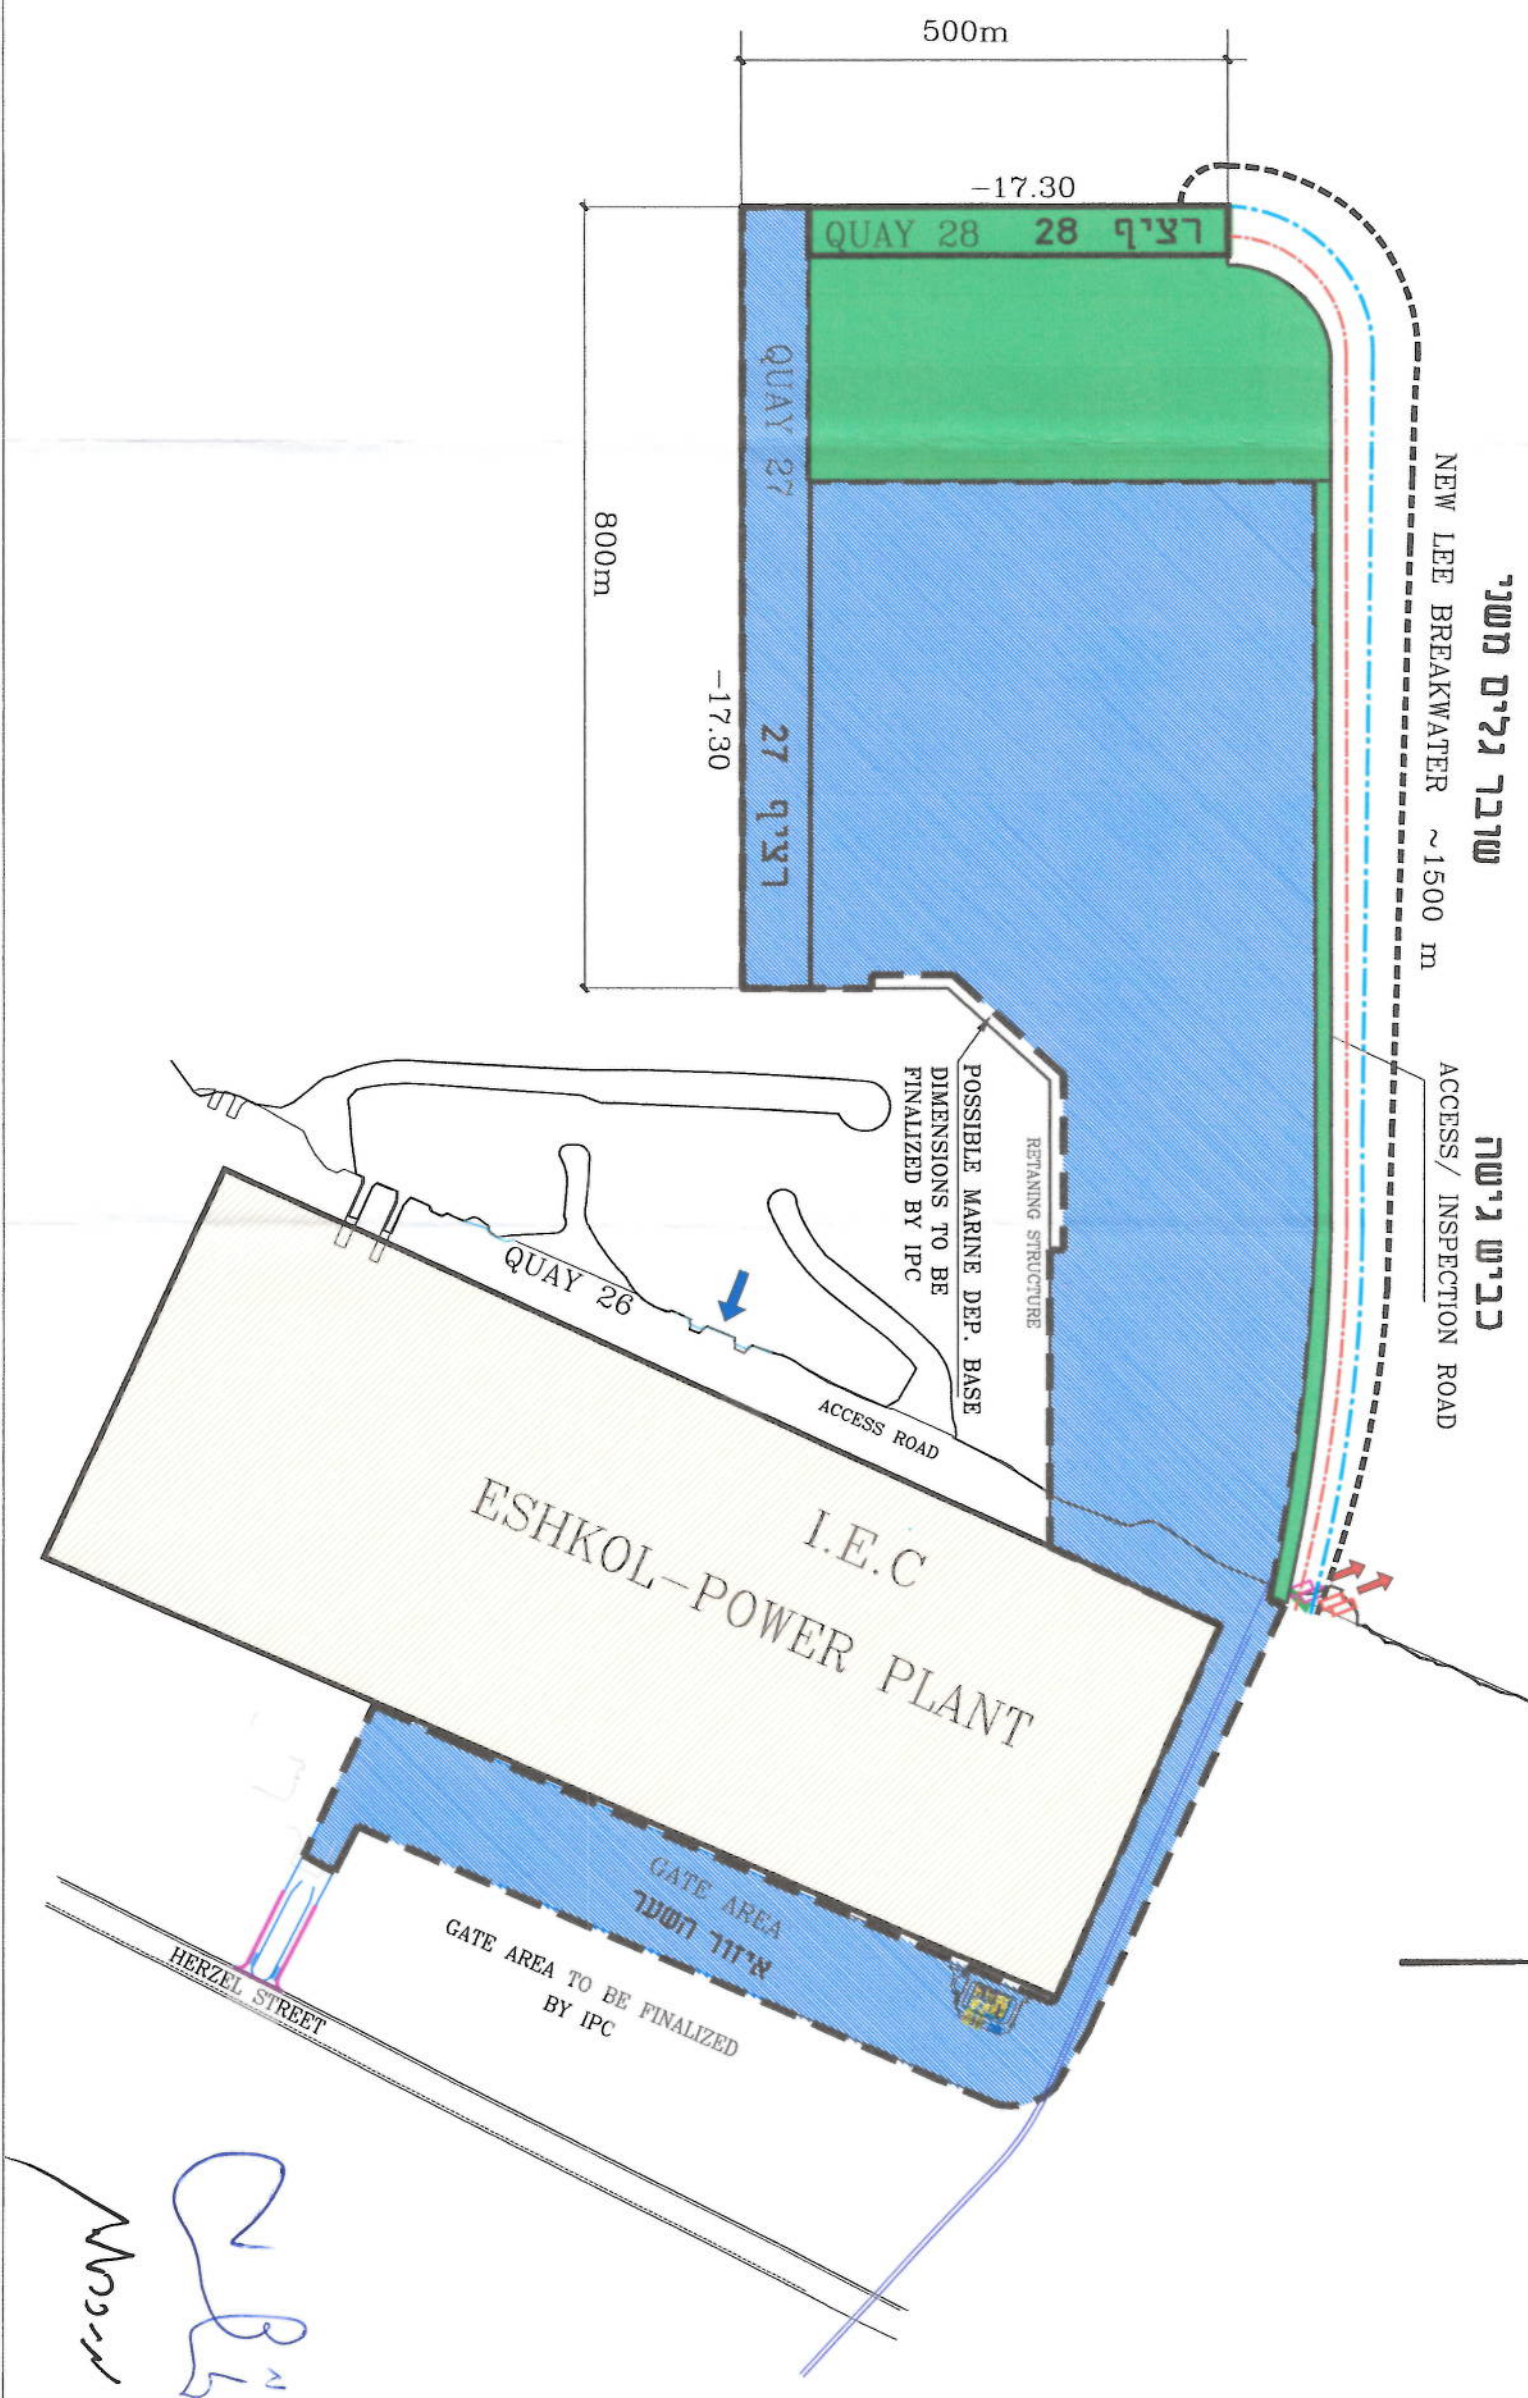 500m
-17.30
QUAY 28
רציף 28
QUAY 27
רציף 27
-17.30
800m
שובר גלים משני
NEW LEE BREAKWATER ~1500 m
כביש גישה
ACCESS/ INSPECTION ROAD
POSSIBLE MARINE DEP. BASE
DIMENSIONS TO BE
FINALIZED BY IPC
RETANING STRUCTURE
QUAY 26
ACCESS ROAD
I.E.C
ESHKOL-POWER PLANT
GATE AREA
איזור השער
GATE AREA TO BE FINALIZED
BY IPC
HERZEL STREET